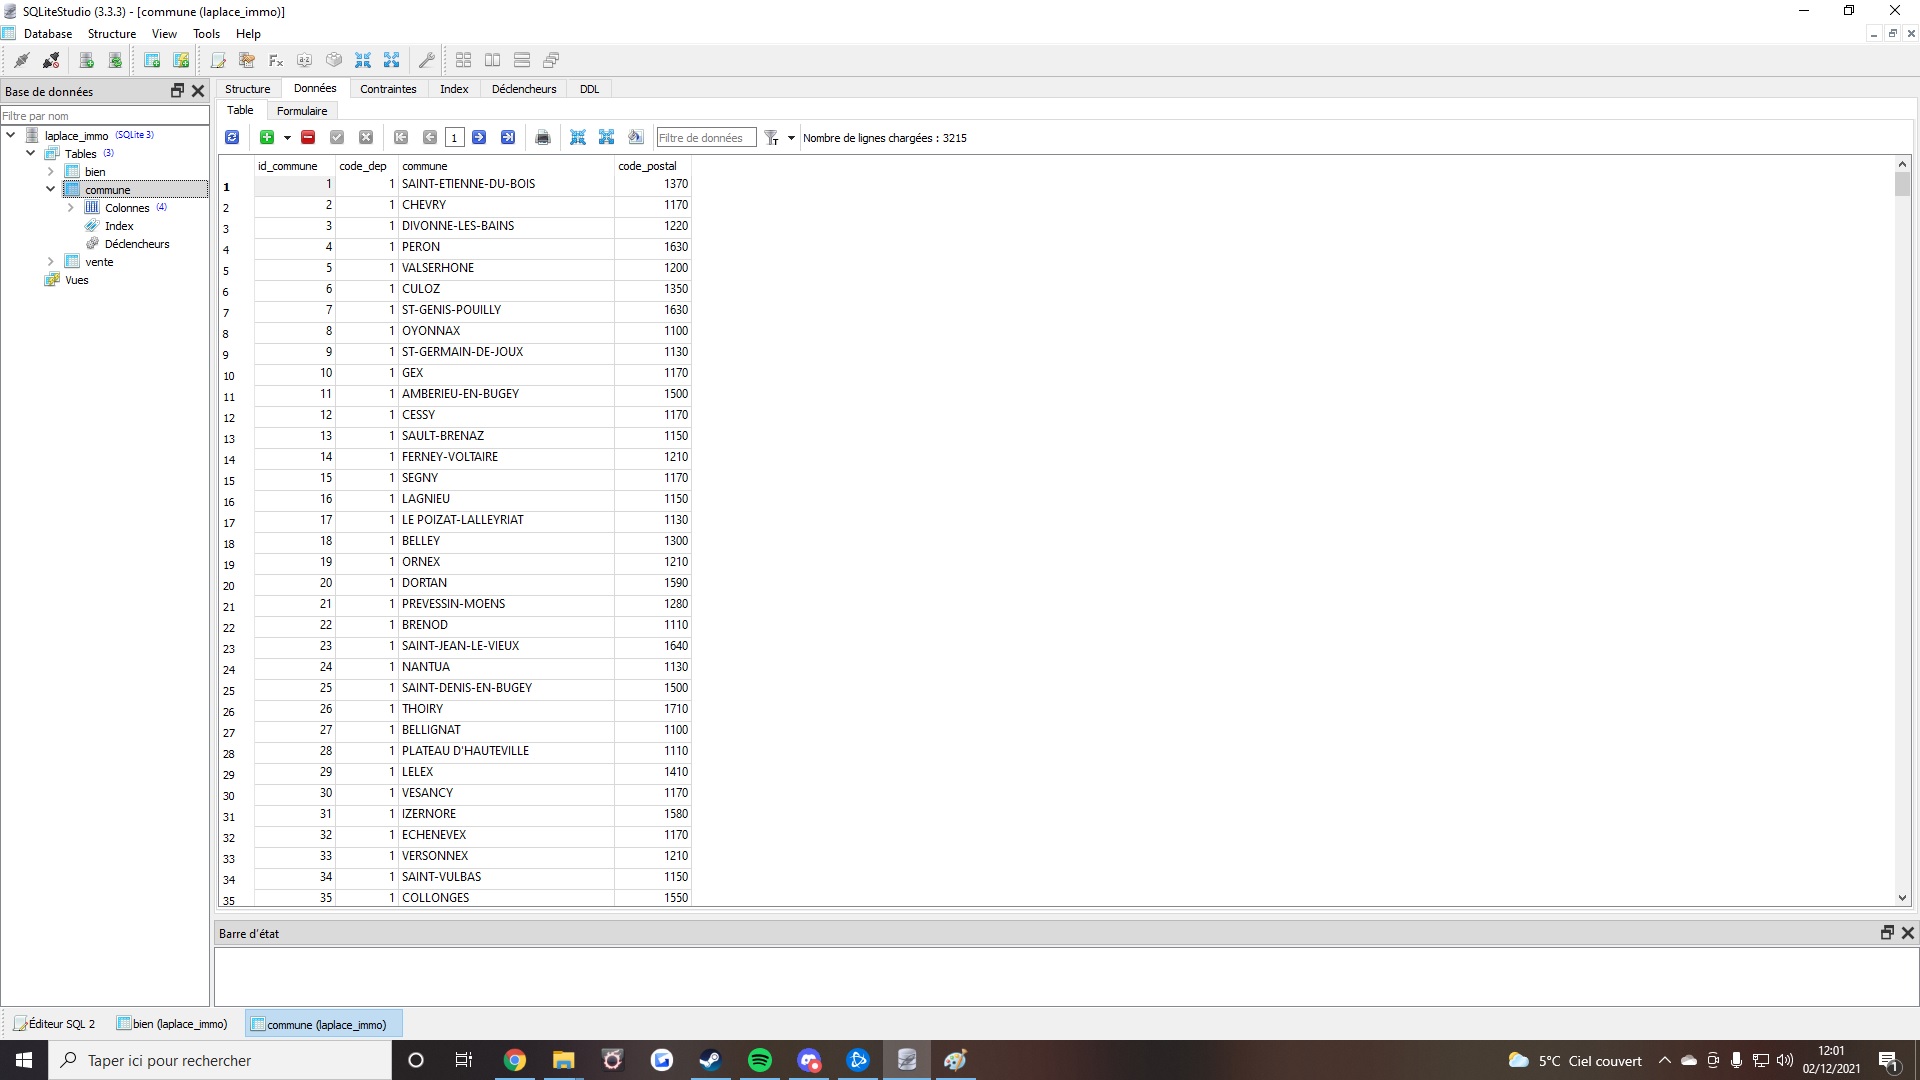 SQLiteStudio (3.3.3) - [commune (laplace_immo)]
Database Structure View Tools Help
Base de données
Filtre par nom
laplace_immo (SQLite 3)
Tables (3)
bien
commune
Colonnes (4)
Index
Déclencheurs
vente
Vues
Structure Données Contraintes Index Déclencheurs DDL
Table Formulaire
1 Filtre de données Nombre de lignes chargées : 3215
id_commune code_dep commune code_postal
1 1 1 SAINT-ETIENNE-DU-BOIS 1370
2 2 1 CHEVRY 1170
3 3 1 DIVONNE-LES-BAINS 1220
4 4 1 PERON 1630
5 5 1 VALSERHONE 1200
6 6 1 CULOZ 1350
7 7 1 ST-GENIS-POUILLY 1630
8 8 1 OYONNAX 1100
9 9 1 ST-GERMAIN-DE-JOUX 1130
10 10 1 GEX 1170
11 11 1 AMBERIEU-EN-BUGEY 1500
12 12 1 CESSY 1170
13 13 1 SAULT-BRENAZ 1150
14 14 1 FERNEY-VOLTAIRE 1210
15 15 1 SEGNY 1170
16 16 1 LAGNIEU 1150
17 17 1 LE POIZAT-LALLEYRIAT 1130
18 18 1 BELLEY 1300
19 19 1 ORNEX 1210
20 20 1 DORTAN 1590
21 21 1 PREVESSIN-MOENS 1280
22 22 1 BRENOD 1110
23 23 1 SAINT-JEAN-LE-VIEUX 1640
24 24 1 NANTUA 1130
25 25 1 SAINT-DENIS-EN-BUGEY 1500
26 26 1 THOIRY 1710
27 27 1 BELLIGNAT 1100
28 28 1 PLATEAU D'HAUTEVILLE 1110
29 29 1 LELEX 1410
30 30 1 VESANCY 1170
31 31 1 IZERNORE 1580
32 32 1 ECHENEVEX 1170
33 33 1 VERSONNEX 1210
34 34 1 SAINT-VULBAS 1150
35 35 1 COLLONGES 1550
Barre d'état
Éditeur SQL 2 bien (laplace_immo) commune (laplace_immo)
Taper ici pour rechercher
5°C Ciel couvert
12:01
02/12/2021
1